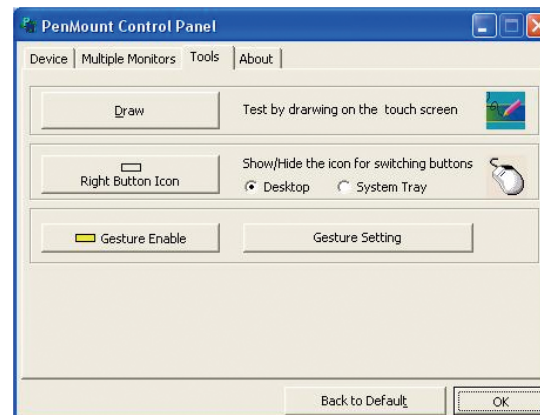 PenMount Control Panel
Device Multiple Monitors Tools About
Draw Test by drarwing on the touch screen
Show/Hide the icon for switching buttons
Right Button Icon Desktop System Tray
Gesture Enable Gesture Setting
Back to Default OK